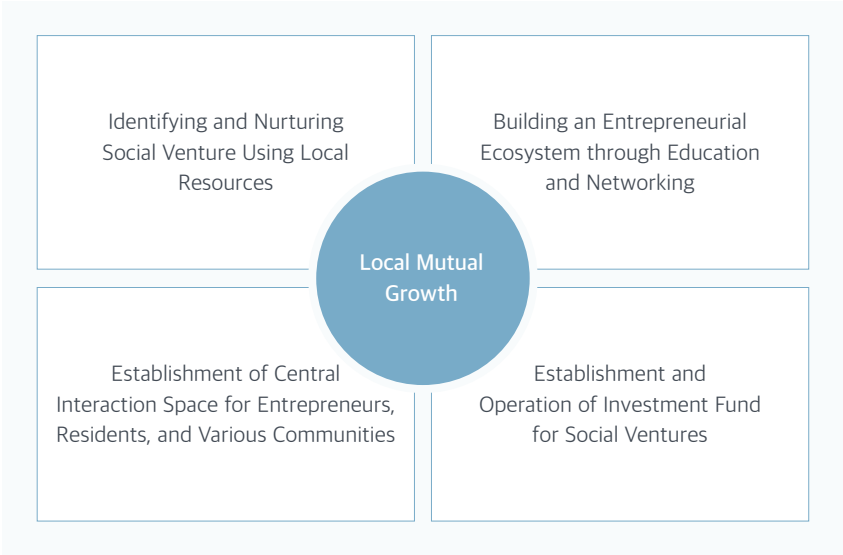 Identifying and Nurturing
Social Venture Using Local
Resources
Building an Entrepreneurial
Ecosystem through Education
and Networking
Local Mutual
Growth
Establishment of Central
Interaction Space for Entrepreneurs,
Residents, and Various Communities
Establishment and
Operation of Investment Fund
for Social Ventures